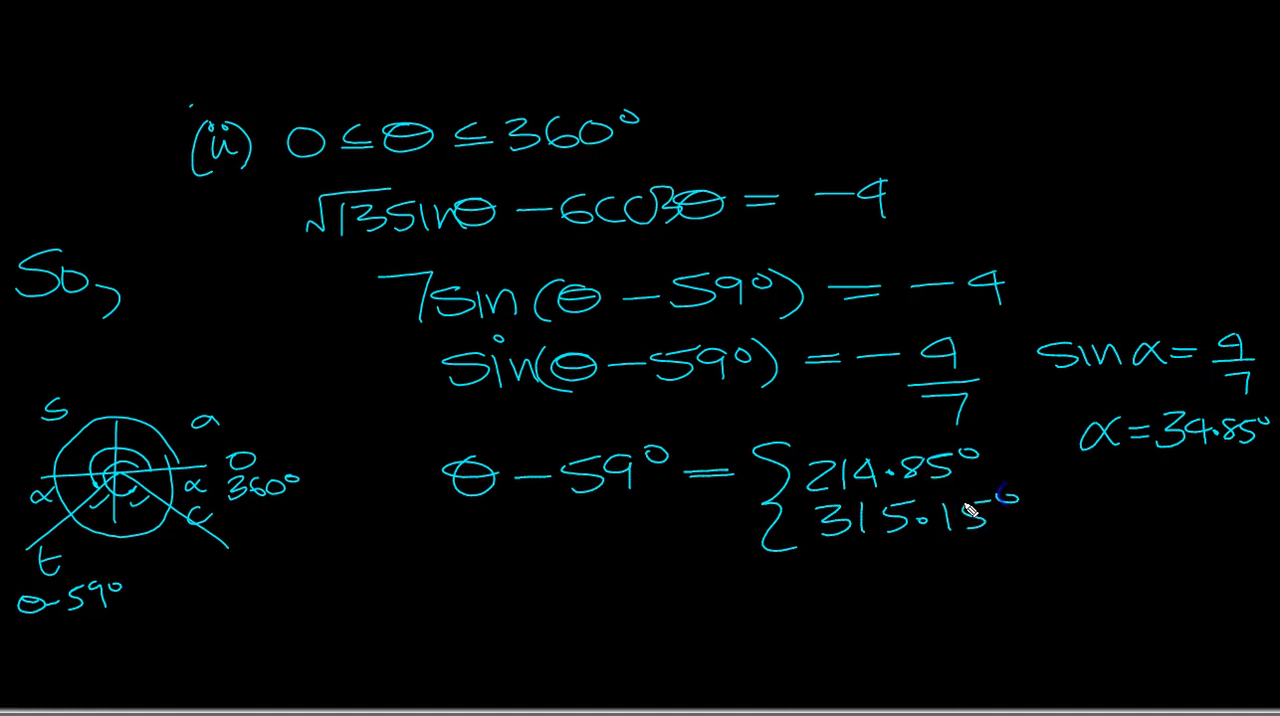 (ii) 0 ≤ θ ≤ 360°
√13 sinθ − 6cosθ = −4
So,
7sin(θ − 59°) = −4
sin(θ − 59°) = −4/7
sin α = 4/7
α = 34.85°
θ − 59° = { 214.85°
315.15°
s
a
0
α
α
360°
c
t
θ−59°